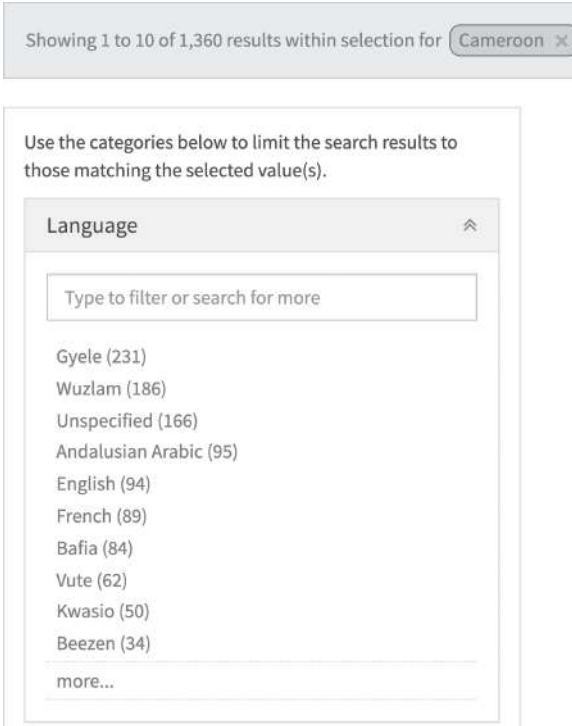 Showing 1 to 10 of 1,360 results within selection for Cameroon ×
Use the categories below to limit the search results to
those matching the selected value(s).
Language
Type to filter or search for more
Gyele (231)
Wuzlam (186)
Unspecified (166)
Andalusian Arabic (95)
English (94)
French (89)
Bafia (84)
Vute (62)
Kwasio (50)
Beezen (34)
more...